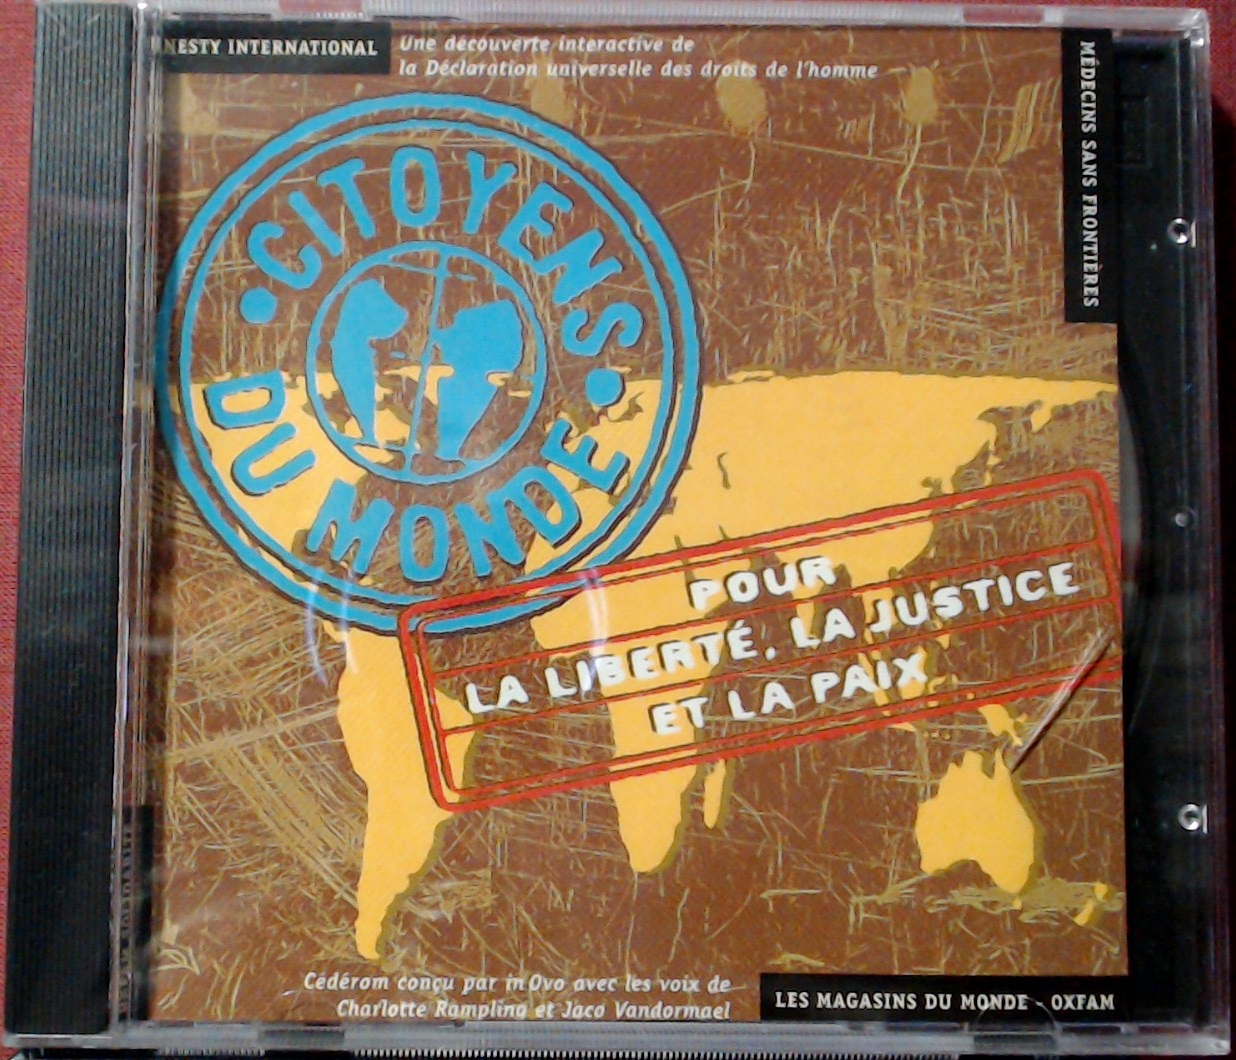 NESTY INTERNATIONAL
Une découverte interactive de
la Déclaration universelle des droits de l'homme
MÉDECINS SANS FRONTIÈRES
CITOYENS
DU MONDE
POUR
LA LIBERTÉ, LA JUSTICE
ET LA PAIX
Cédérom conçu par inOvo avec les voix de
Charlotte Rampling et Jaco Vandormael
LES MAGASINS DU MONDE - OXFAM